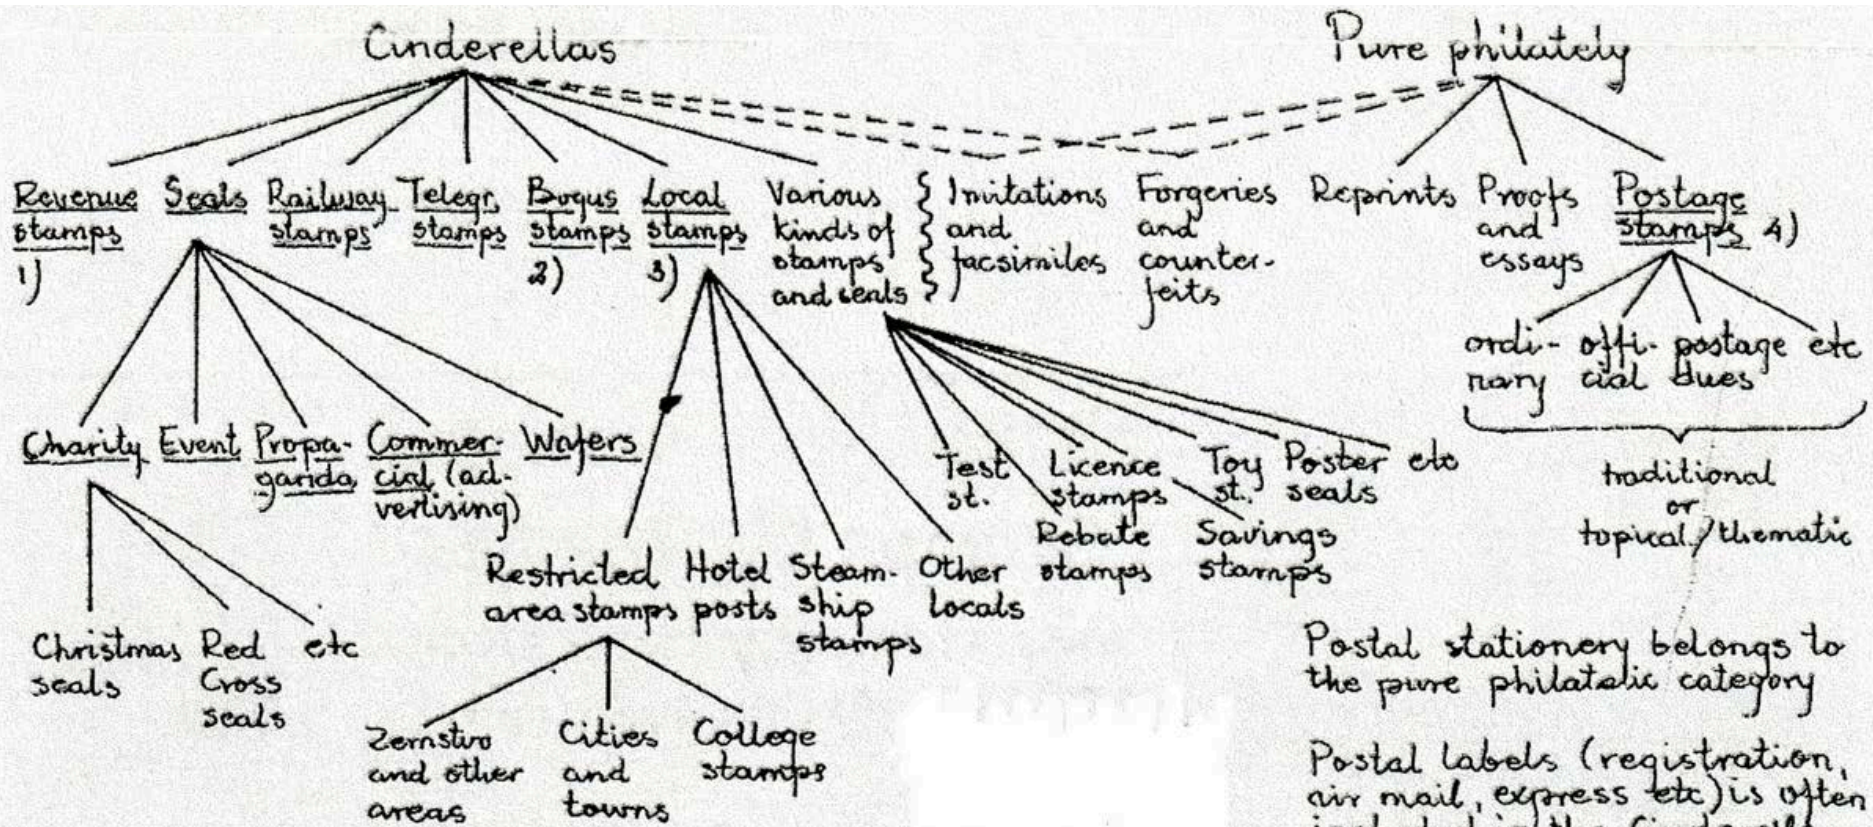 Cinderellas
Pure philately
Revenue
stamps
1)
Seals
Railway
stamps
Telegr.
stamps
Bogus
stamps
2)
Local
stamps
3)
Various
kinds of
stamps
and seals
Imitations
and
facsimiles
Forgeries
and
counter-
feits
Reprints
Proofs
and
essays
Postage
stamps 4)
ordi-
nary
offi-
cial
postage
dues
etc
traditional
or
topical/thematic
Charity
Event
Propa-
ganda
Commer-
cial (ad-
vertising)
Wafers
Test
st.
Licence
stamps
Toy
st.
Poster
seals
etc
Rebate
stamps
Savings
stamps
Restricted
area stamps
Hotel
posts
Steam-
ship
stamps
Other
locals
Christmas
seals
Red
Cross
seals
etc
Zemstvo
and other
areas
Cities
and
towns
College
stamps
Postal stationery belongs to
the pure philatelic category
Postal labels (registration,
air mail, express etc) is often